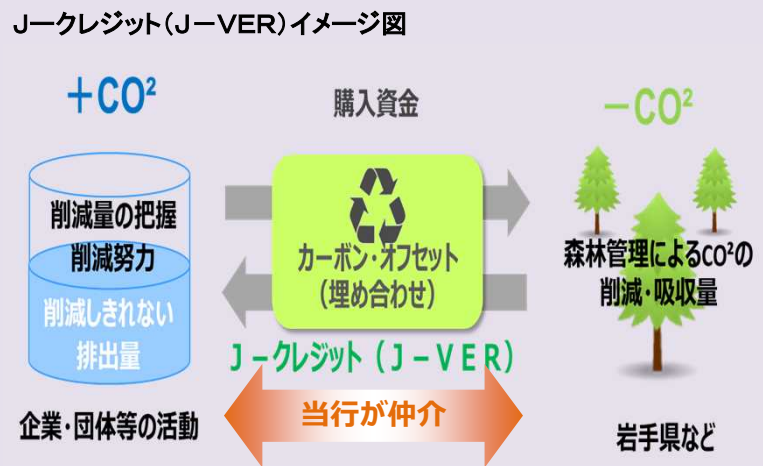 Jークレジット（J－VER）イメージ図
＋CO²
購入資金
－CO²
削減量の把握
削減努力
削減しきれない
排出量
カーボン・オフセット
（埋め合わせ）
森林管理によるCO²の
削減・吸収量
J－クレジット（J－VER）
当行が仲介
企業・団体等の活動
岩手県など